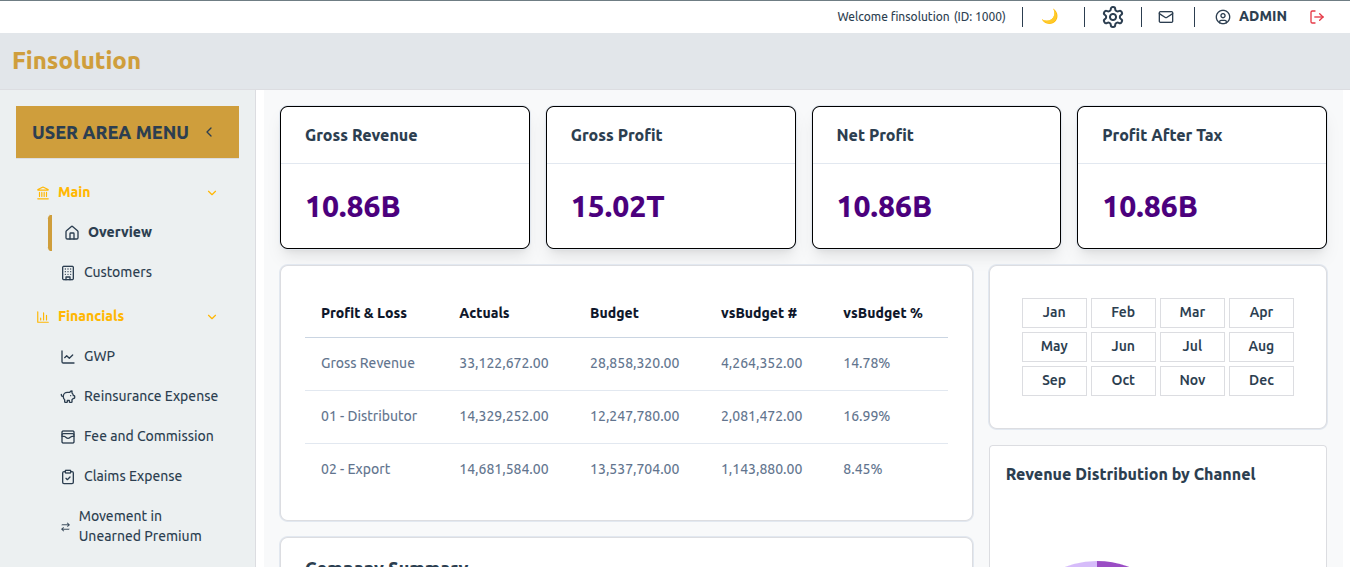 Welcome finsolution (ID: 1000) ADMIN
Finsolution
USER AREA MENU
Main
Overview
Customers
Financials
GWP
Reinsurance Expense
Fee and Commission
Claims Expense
Movement in
Unearned Premium
Gross Revenue
10.86B
Gross Profit
15.02T
Net Profit
10.86B
Profit After Tax
10.86B
Profit & Loss Actuals Budget vsBudget # vsBudget %
Gross Revenue 33,122,672.00 28,858,320.00 4,264,352.00 14.78%
01 - Distributor 14,329,252.00 12,247,780.00 2,081,472.00 16.99%
02 - Export 14,681,584.00 13,537,704.00 1,143,880.00 8.45%
Company Summary
Jan Feb Mar Apr
May Jun Jul Aug
Sep Oct Nov Dec
Revenue Distribution by Channel